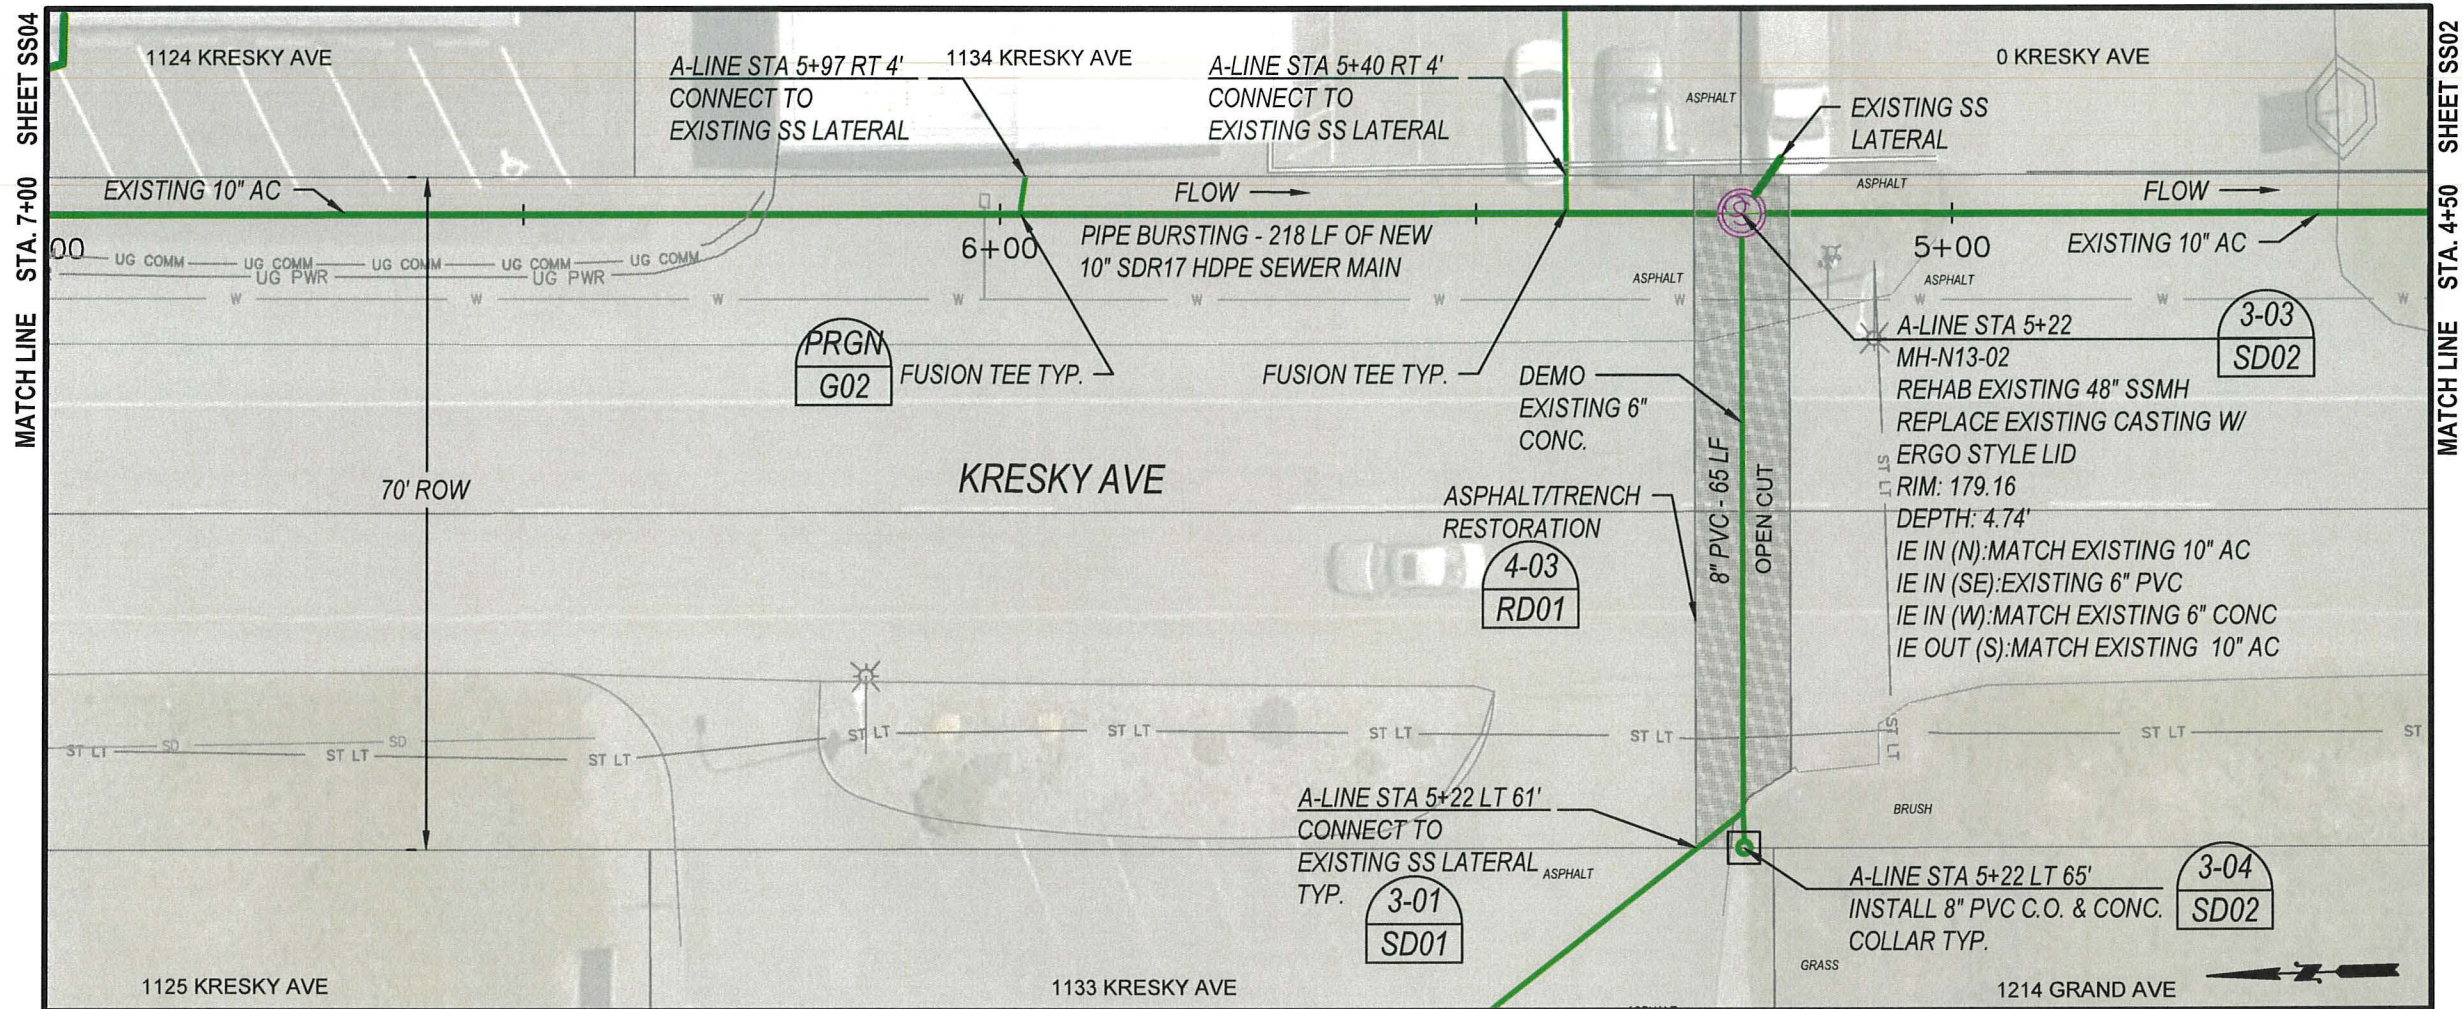 MATCH LINE STA. 7+00 SHEET SS04
1124 KRESKY AVE
A-LINE STA 5+97 RT 4'
CONNECT TO
EXISTING SS LATERAL
1134 KRESKY AVE
A-LINE STA 5+40 RT 4'
CONNECT TO
EXISTING SS LATERAL
ASPHALT
EXISTING SS
LATERAL
0 KRESKY AVE
MATCH LINE STA. 4+50 SHEET SS02
EXISTING 10" AC
FLOW
ASPHALT
FLOW
00
6+00
PIPE BURSTING - 218 LF OF NEW
10" SDR17 HDPE SEWER MAIN
5+00
EXISTING 10" AC
UG COMM UG COMM UG COMM UG COMM UG COMM
UG PWR UG PWR
ASPHALT
ASPHALT
W W W W W W W W W W
PRGN
G02
FUSION TEE TYP.
FUSION TEE TYP.
DEMO
EXISTING 6"
CONC.
A-LINE STA 5+22
MH-N13-02
REHAB EXISTING 48" SSMH
REPLACE EXISTING CASTING W/
ERGO STYLE LID
RIM: 179.16
DEPTH: 4.74'
IE IN (N):MATCH EXISTING 10" AC
IE IN (SE):EXISTING 6" PVC
IE IN (W):MATCH EXISTING 6" CONC
IE OUT (S):MATCH EXISTING 10" AC
3-03
SD02
70' ROW
KRESKY AVE
ASPHALT/TRENCH
RESTORATION
4-03
RD01
8" PVC - 65 LF
OPEN CUT
ST LT
ST LT SD ST LT SD ST LT ST LT ST LT ST LT ST LT ST LT ST
ST LT
A-LINE STA 5+22 LT 61'
CONNECT TO
EXISTING SS LATERAL
TYP.
3-01
SD01
ASPHALT
BRUSH
A-LINE STA 5+22 LT 65'
INSTALL 8" PVC C.O. & CONC.
COLLAR TYP.
3-04
SD02
GRASS
1125 KRESKY AVE
1133 KRESKY AVE
1214 GRAND AVE
N